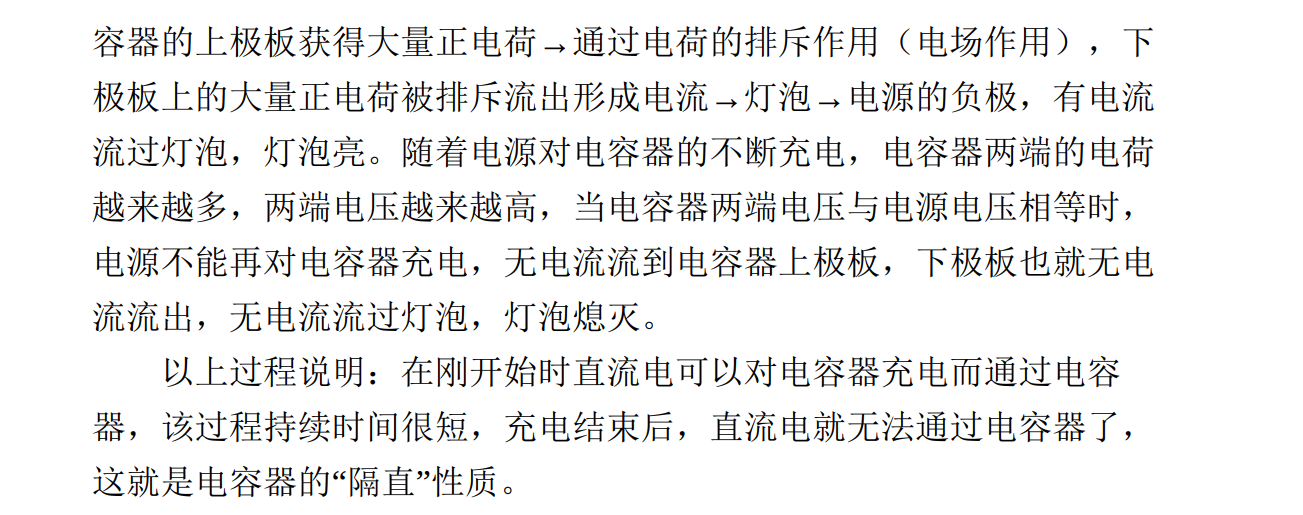 容器的上极板获得大量正电荷→通过电荷的排斥作用（电场作用），下
极板上的大量正电荷被排斥流出形成电流→灯泡→电源的负极，有电流
流过灯泡，灯泡亮。随着电源对电容器的不断充电，电容器两端的电荷
越来越多，两端电压越来越高，当电容器两端电压与电源电压相等时，
电源不能再对电容器充电，无电流流到电容器上极板，下极板也就无电
流流出，无电流流过灯泡，灯泡熄灭。
以上过程说明：在刚开始时直流电可以对电容器充电而通过电容
器，该过程持续时间很短，充电结束后，直流电就无法通过电容器了，
这就是电容器的“隔直”性质。